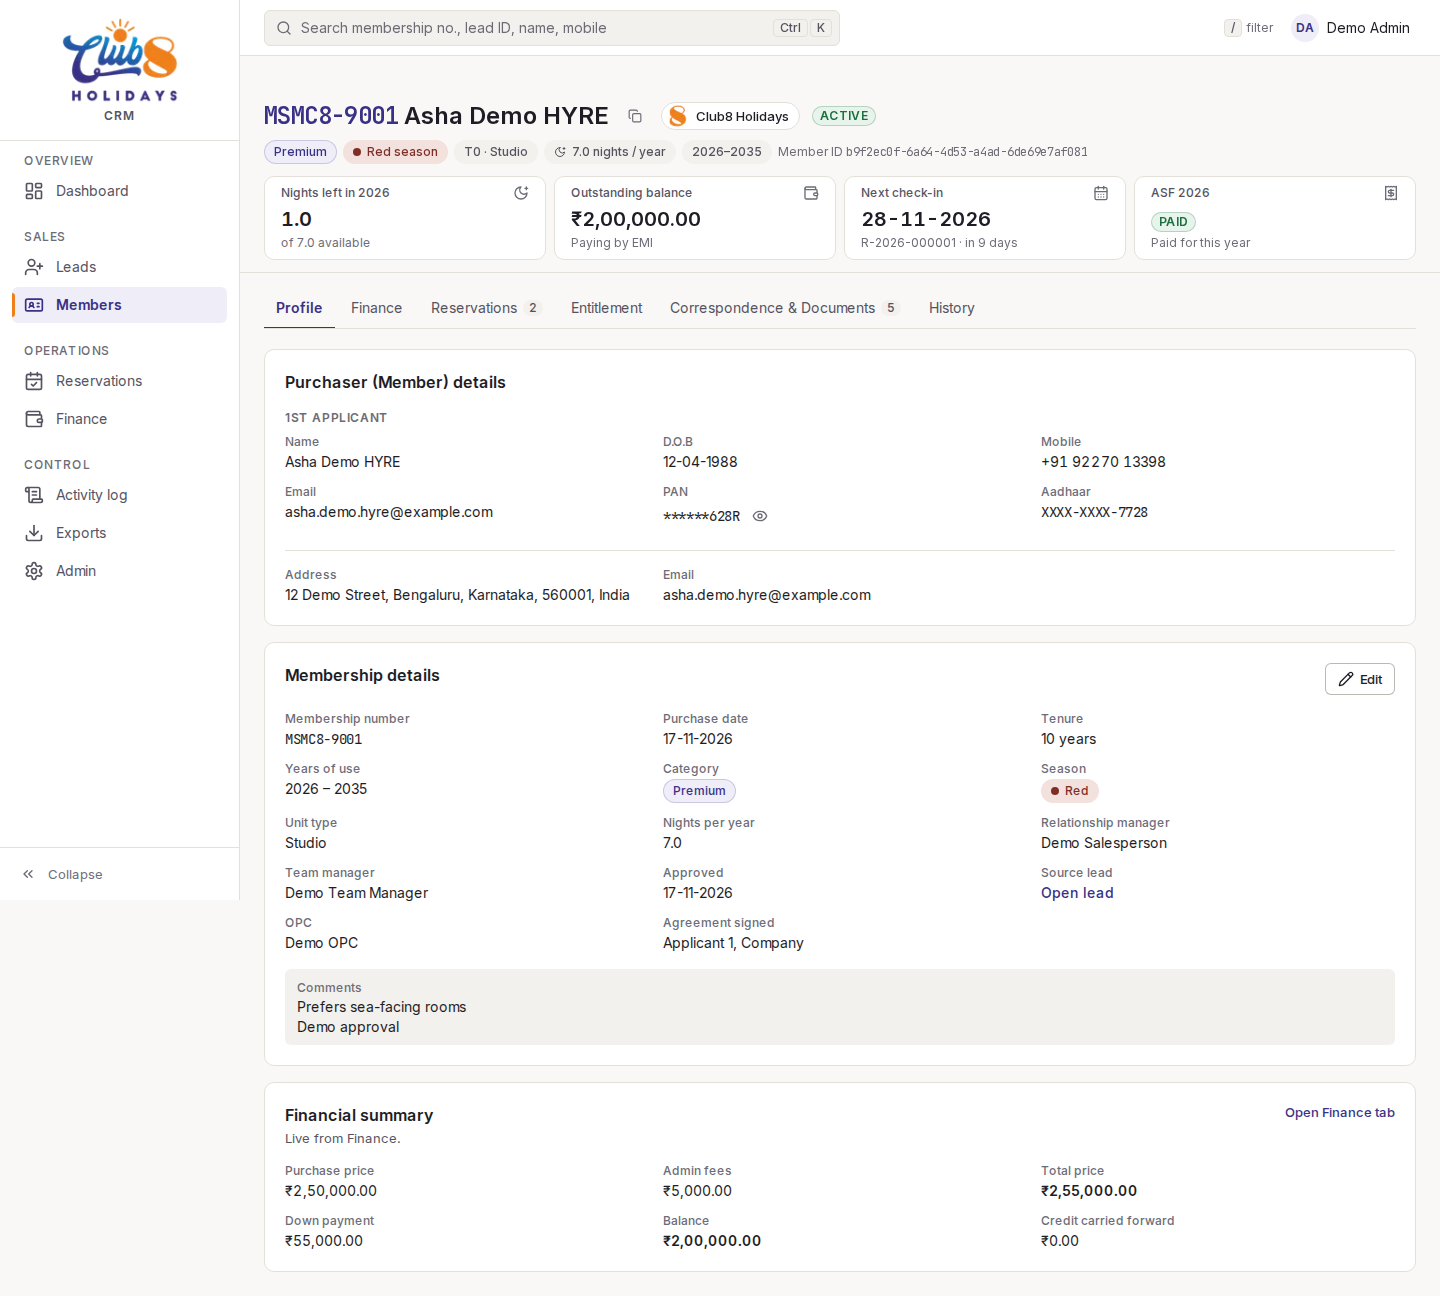 Club8
HOLIDAYS
CRM
OVERVIEW
Dashboard
SALES
Leads
Members
OPERATIONS
Reservations
Finance
CONTROL
Activity log
Exports
Admin
Collapse
Search membership no., lead ID, name, mobile Ctrl K
/ filter DA Demo Admin
MSMC8-9001 Asha Demo HYRE Club8 Holidays ACTIVE
Premium Red season T0 · Studio 7.0 nights / year 2026–2035 Member ID b9f2ec0f-6a64-4d53-a4ad-6de69e7af081
Nights left in 2026
1.0
of 7.0 available
Outstanding balance
₹2,00,000.00
Paying by EMI
Next check-in
28-11-2026
R-2026-000001 · in 9 days
ASF 2026
PAID
Paid for this year
Profile Finance Reservations 2 Entitlement Correspondence & Documents 5 History
Purchaser (Member) details
1ST APPLICANT
Name D.O.B Mobile
Asha Demo HYRE 12-04-1988 +91 92270 13398
Email PAN Aadhaar
asha.demo.hyre@example.com ******628R XXXX-XXXX-7728
Address Email
12 Demo Street, Bengaluru, Karnataka, 560001, India asha.demo.hyre@example.com
Membership details Edit
Membership number Purchase date Tenure
MSMC8-9001 17-11-2026 10 years
Years of use Category Season
2026 – 2035 Premium Red
Unit type Nights per year Relationship manager
Studio 7.0 Demo Salesperson
Team manager Approved Source lead
Demo Team Manager 17-11-2026 Open lead
OPC Agreement signed
Demo OPC Applicant 1, Company
Comments
Prefers sea-facing rooms
Demo approval
Financial summary Open Finance tab
Live from Finance.
Purchase price Admin fees Total price
₹2,50,000.00 ₹5,000.00 ₹2,55,000.00
Down payment Balance Credit carried forward
₹55,000.00 ₹2,00,000.00 ₹0.00